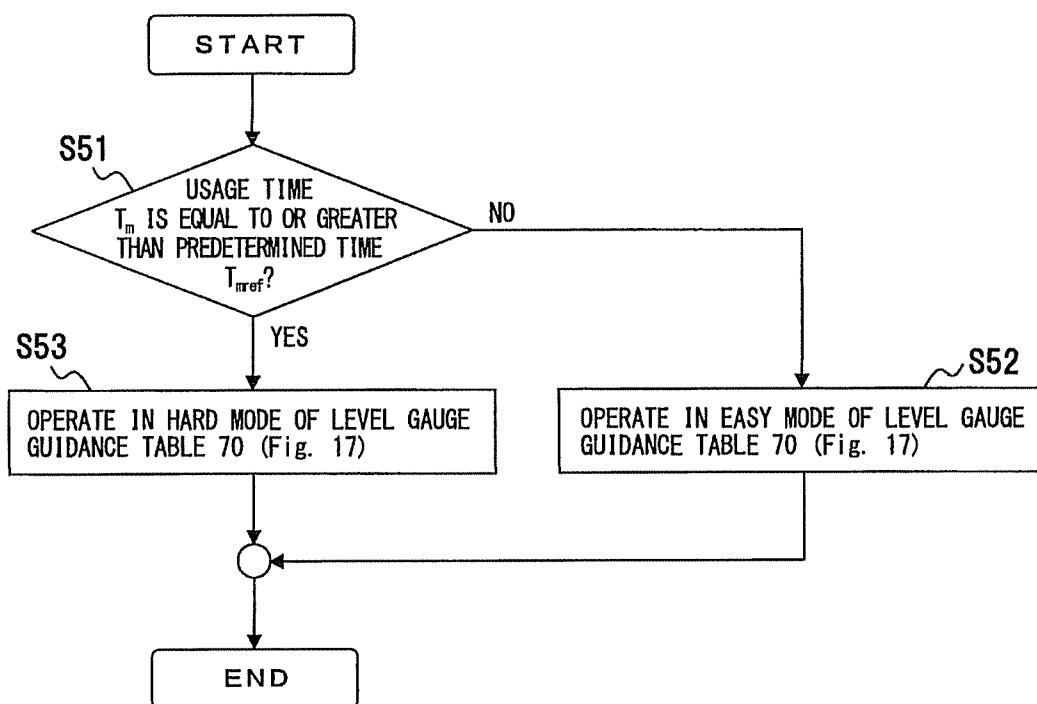 START
S51
USAGE TIME
Tm IS EQUAL TO OR GREATER
THAN PREDETERMINED TIME
Tmref?
NO
YES
S53
OPERATE IN HARD MODE OF LEVEL GAUGE
GUIDANCE TABLE 70 (Fig. 17)
S52
OPERATE IN EASY MODE OF LEVEL GAUGE
GUIDANCE TABLE 70 (Fig. 17)
END